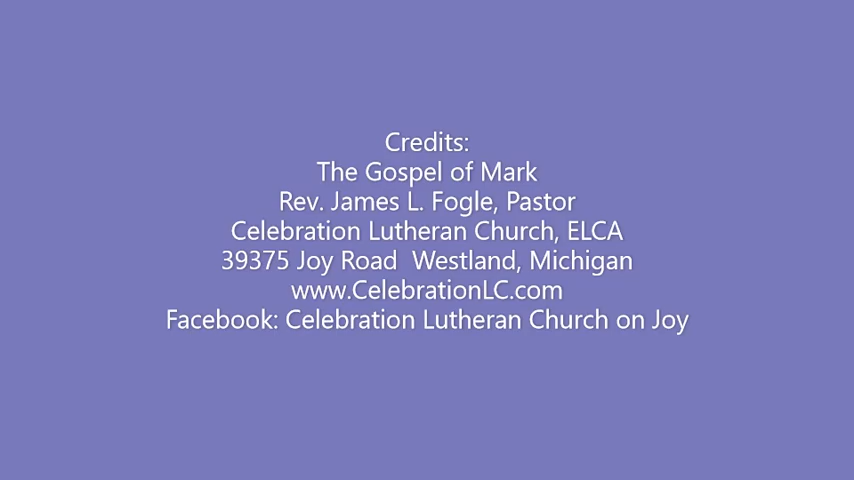 Credits:
The Gospel of Mark
Rev. James L. Fogle, Pastor
Celebration Lutheran Church, ELCA
39375 Joy Road  Westland, Michigan
www.CelebrationLC.com
Facebook: Celebration Lutheran Church on Joy